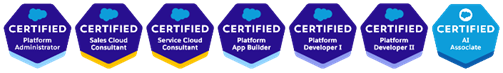 CERTIFIED
Platform
Administrator
CERTIFIED
Sales Cloud
Consultant
CERTIFIED
Service Cloud
Consultant
CERTIFIED
Platform
App Builder
CERTIFIED
Platform
Developer I
CERTIFIED
Platform
Developer II
CERTIFIED
AI
Associate